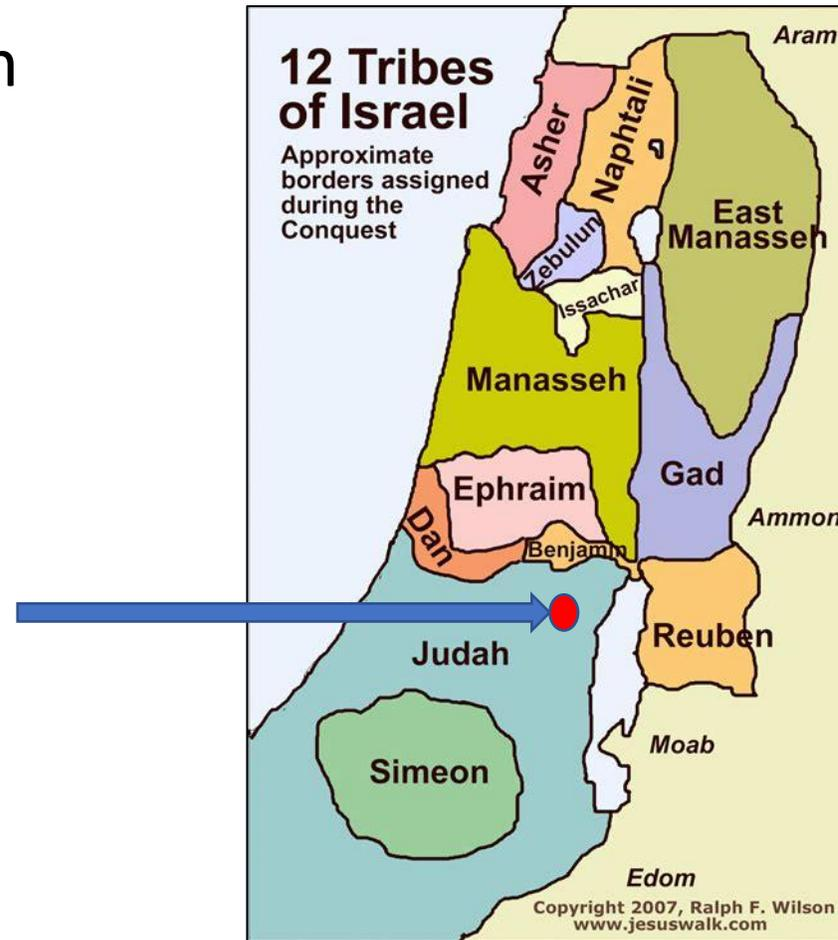 n
12 Tribes
of Israel
Approximate
borders assigned
during the
Conquest
Aram
Asher
Naphtali
East
Manasseh
Zebulun
Issachar
Manasseh
Ephraim
Gad
Dan
Benjamin
Ammon
Reuben
Judah
Moab
Simeon
Edom
Copyright 2007, Ralph F. Wilson
www.jesuswalk.com